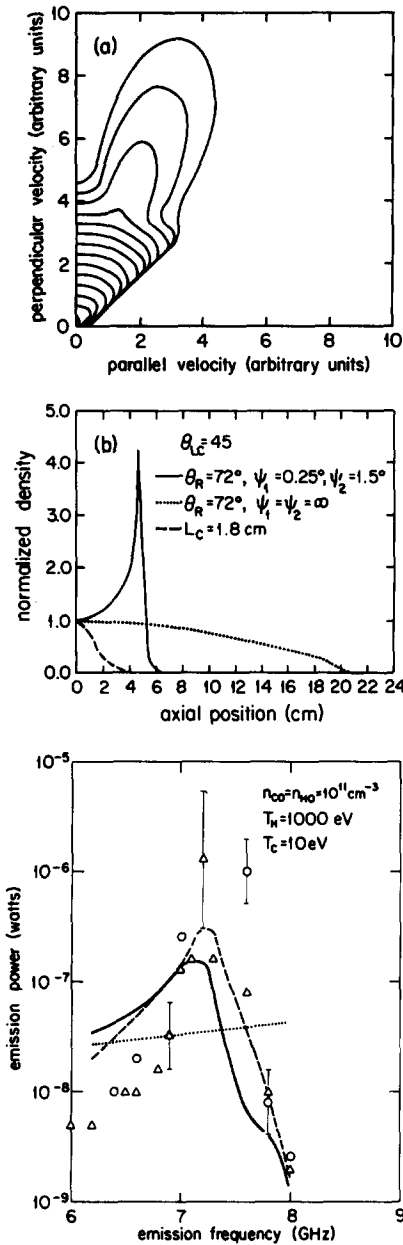 (a)
perpendicular velocity (arbitrary units)
10
8
6
4
2
0
0 2 4 6 8 10
parallel velocity (arbitrary units)
(b)
normalized density
5.0
4.0
3.0
2.0
1.0
0.0
θLC=45
θR=72°, ψ1=0.25°, ψ2=1.5°
θR=72°, ψ1=ψ2=∞
LC=1.8 cm
0 2 4 6 8 10 12 14 16 18 20 22 24
axial position (cm)
emission power (watts)
10-5
10-6
10-7
10-8
10-9
nCO=nHO=10¹¹cm⁻³
TH=1000 eV
TC=10 eV
6 7 8 9
emission frequency (GHz)